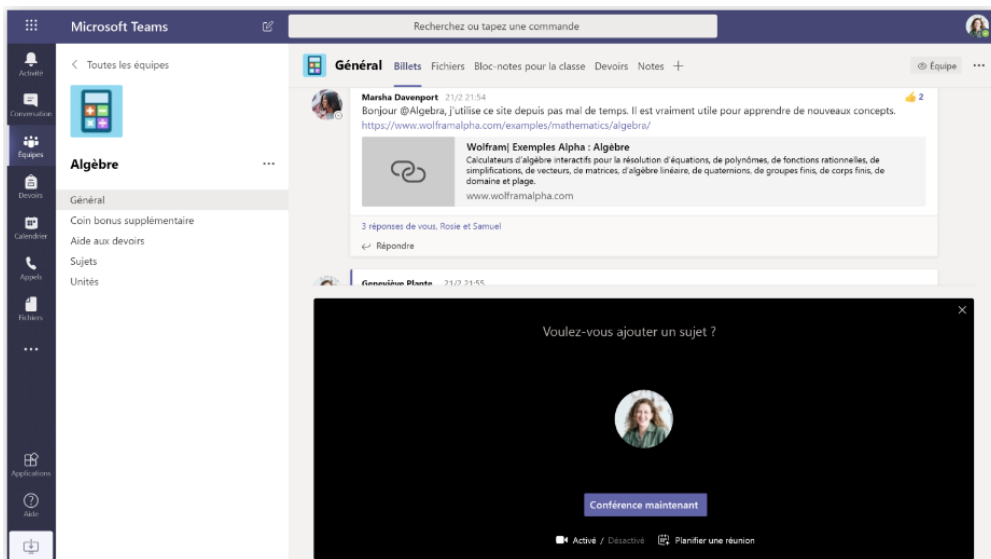 Microsoft Teams
Recherchez ou tapez une commande
Activité
Conversation
Équipes
Devoirs
Calendrier
Appels
Fichiers
Applications
Aide
Toutes les équipes
Algèbre
Général
Coin bonus supplémentaire
Aide aux devoirs
Sujets
Unités
Général Billets Fichiers Bloc-notes pour la classe Devoirs Notes
Équipe
Marsha Davenport 21/2 21:54
2
Bonjour @Algebra, j'utilise ce site depuis pas mal de temps. Il est vraiment utile pour apprendre de nouveaux concepts.
https://www.wolframalpha.com/examples/mathematics/algebra/
Wolfram| Exemples Alpha : Algèbre
Calculateurs d'algèbre interactifs pour la résolution d'équations, de polynômes, de fonctions rationnelles, de
simplifications, de vecteurs, de matrices, d'algèbre linéaire, de quaternions, de groupes finis, de corps finis, de
domaine et plage.
www.wolframalpha.com
3 réponses de vous, Rosie et Samuel
Répondre
Geneviève Plante 21/2 21:55
Voulez-vous ajouter un sujet ?
Conférence maintenant
Activé / Désactivé Planifier une réunion